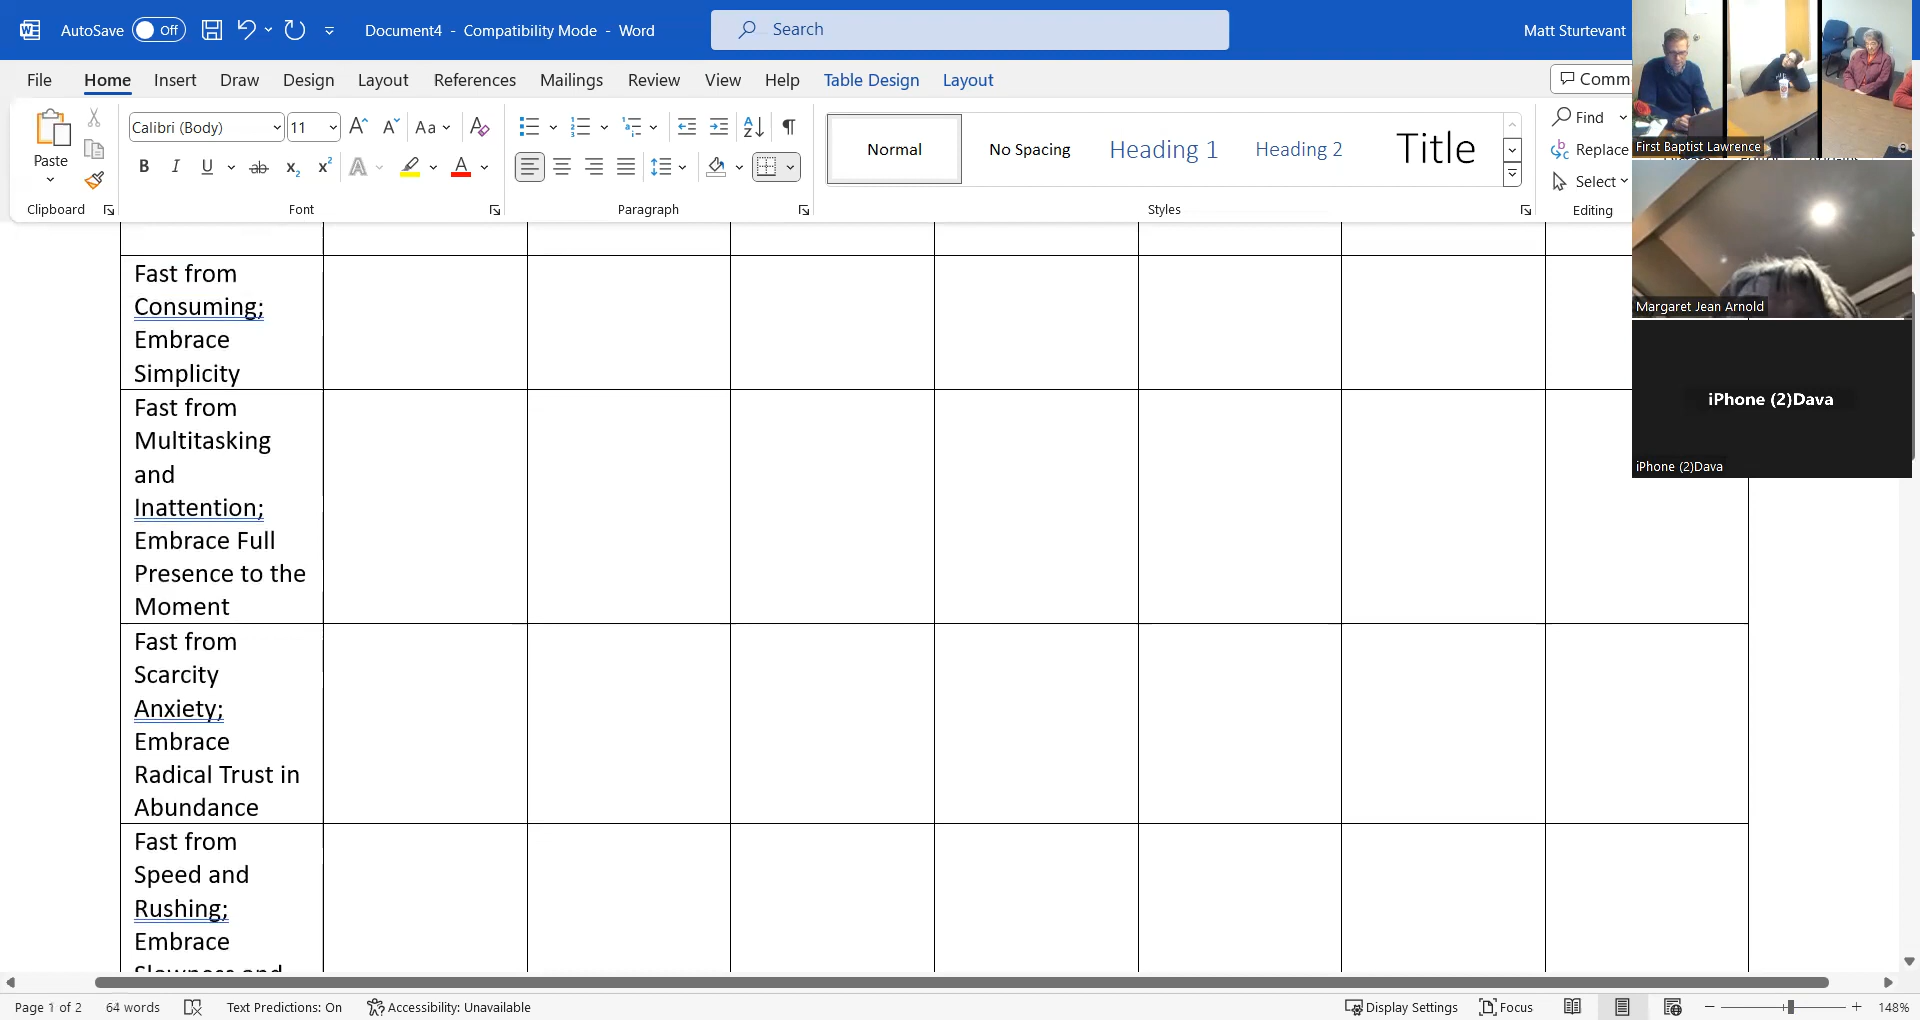 AutoSave Off Document4 - Compatibility Mode - Word Search Matt Sturtevant
File Home Insert Draw Design Layout References Mailings Review View Help Table Design Layout Comm
Calibri (Body) 11 Aa
Paste
Normal No Spacing Heading 1 Heading 2 Title
Find
Replace
Select
Clipboard Font Paragraph Styles Editing
First Baptist Lawrence
Margaret Jean Arnold
iPhone (2)Dava
iPhone (2)Dava
Fast from
Consuming;
Embrace
Simplicity
Fast from
Multitasking
and
Inattention;
Embrace Full
Presence to the
Moment
Fast from
Scarcity
Anxiety;
Embrace
Radical Trust in
Abundance
Fast from
Speed and
Rushing;
Embrace
Slowness and
Page 1 of 2 64 words Text Predictions: On Accessibility: Unavailable Display Settings Focus 148%